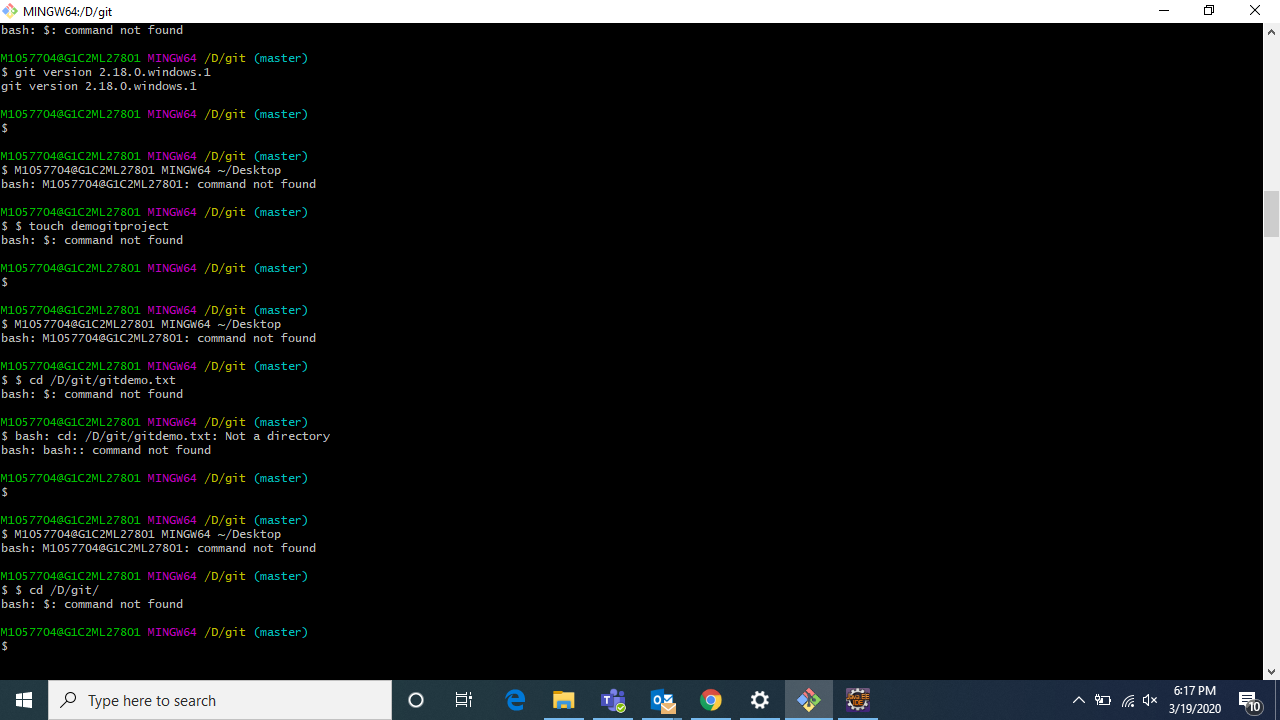 MINGW64:/D/git
bash: $: command not found
M1057704@G1C2ML27801 MINGW64 /D/git (master)
$ git version 2.18.0.windows.1
git version 2.18.0.windows.1
M1057704@G1C2ML27801 MINGW64 /D/git (master)
$
M1057704@G1C2ML27801 MINGW64 /D/git (master)
$ M1057704@G1C2ML27801 MINGW64 ~/Desktop
bash: M1057704@G1C2ML27801: command not found
M1057704@G1C2ML27801 MINGW64 /D/git (master)
$ $ touch demogitproject
bash: $: command not found
M1057704@G1C2ML27801 MINGW64 /D/git (master)
$
M1057704@G1C2ML27801 MINGW64 /D/git (master)
$ M1057704@G1C2ML27801 MINGW64 ~/Desktop
bash: M1057704@G1C2ML27801: command not found
M1057704@G1C2ML27801 MINGW64 /D/git (master)
$ $ cd /D/git/gitdemo.txt
bash: $: command not found
M1057704@G1C2ML27801 MINGW64 /D/git (master)
$ bash: cd: /D/git/gitdemo.txt: Not a directory
bash: bash:: command not found
M1057704@G1C2ML27801 MINGW64 /D/git (master)
$
M1057704@G1C2ML27801 MINGW64 /D/git (master)
$ M1057704@G1C2ML27801 MINGW64 ~/Desktop
bash: M1057704@G1C2ML27801: command not found
M1057704@G1C2ML27801 MINGW64 /D/git (master)
$ $ cd /D/git/
bash: $: command not found
M1057704@G1C2ML27801 MINGW64 /D/git (master)
$
Type here to search
6:17 PM
3/19/2020
10